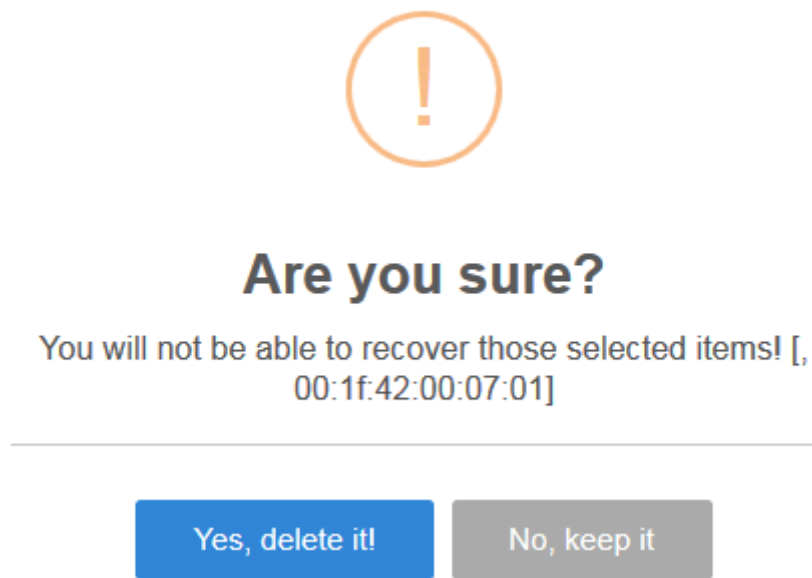 !
Are you sure?
You will not be able to recover those selected items! [,
00:1f:42:00:07:01]
Yes, delete it!
No, keep it